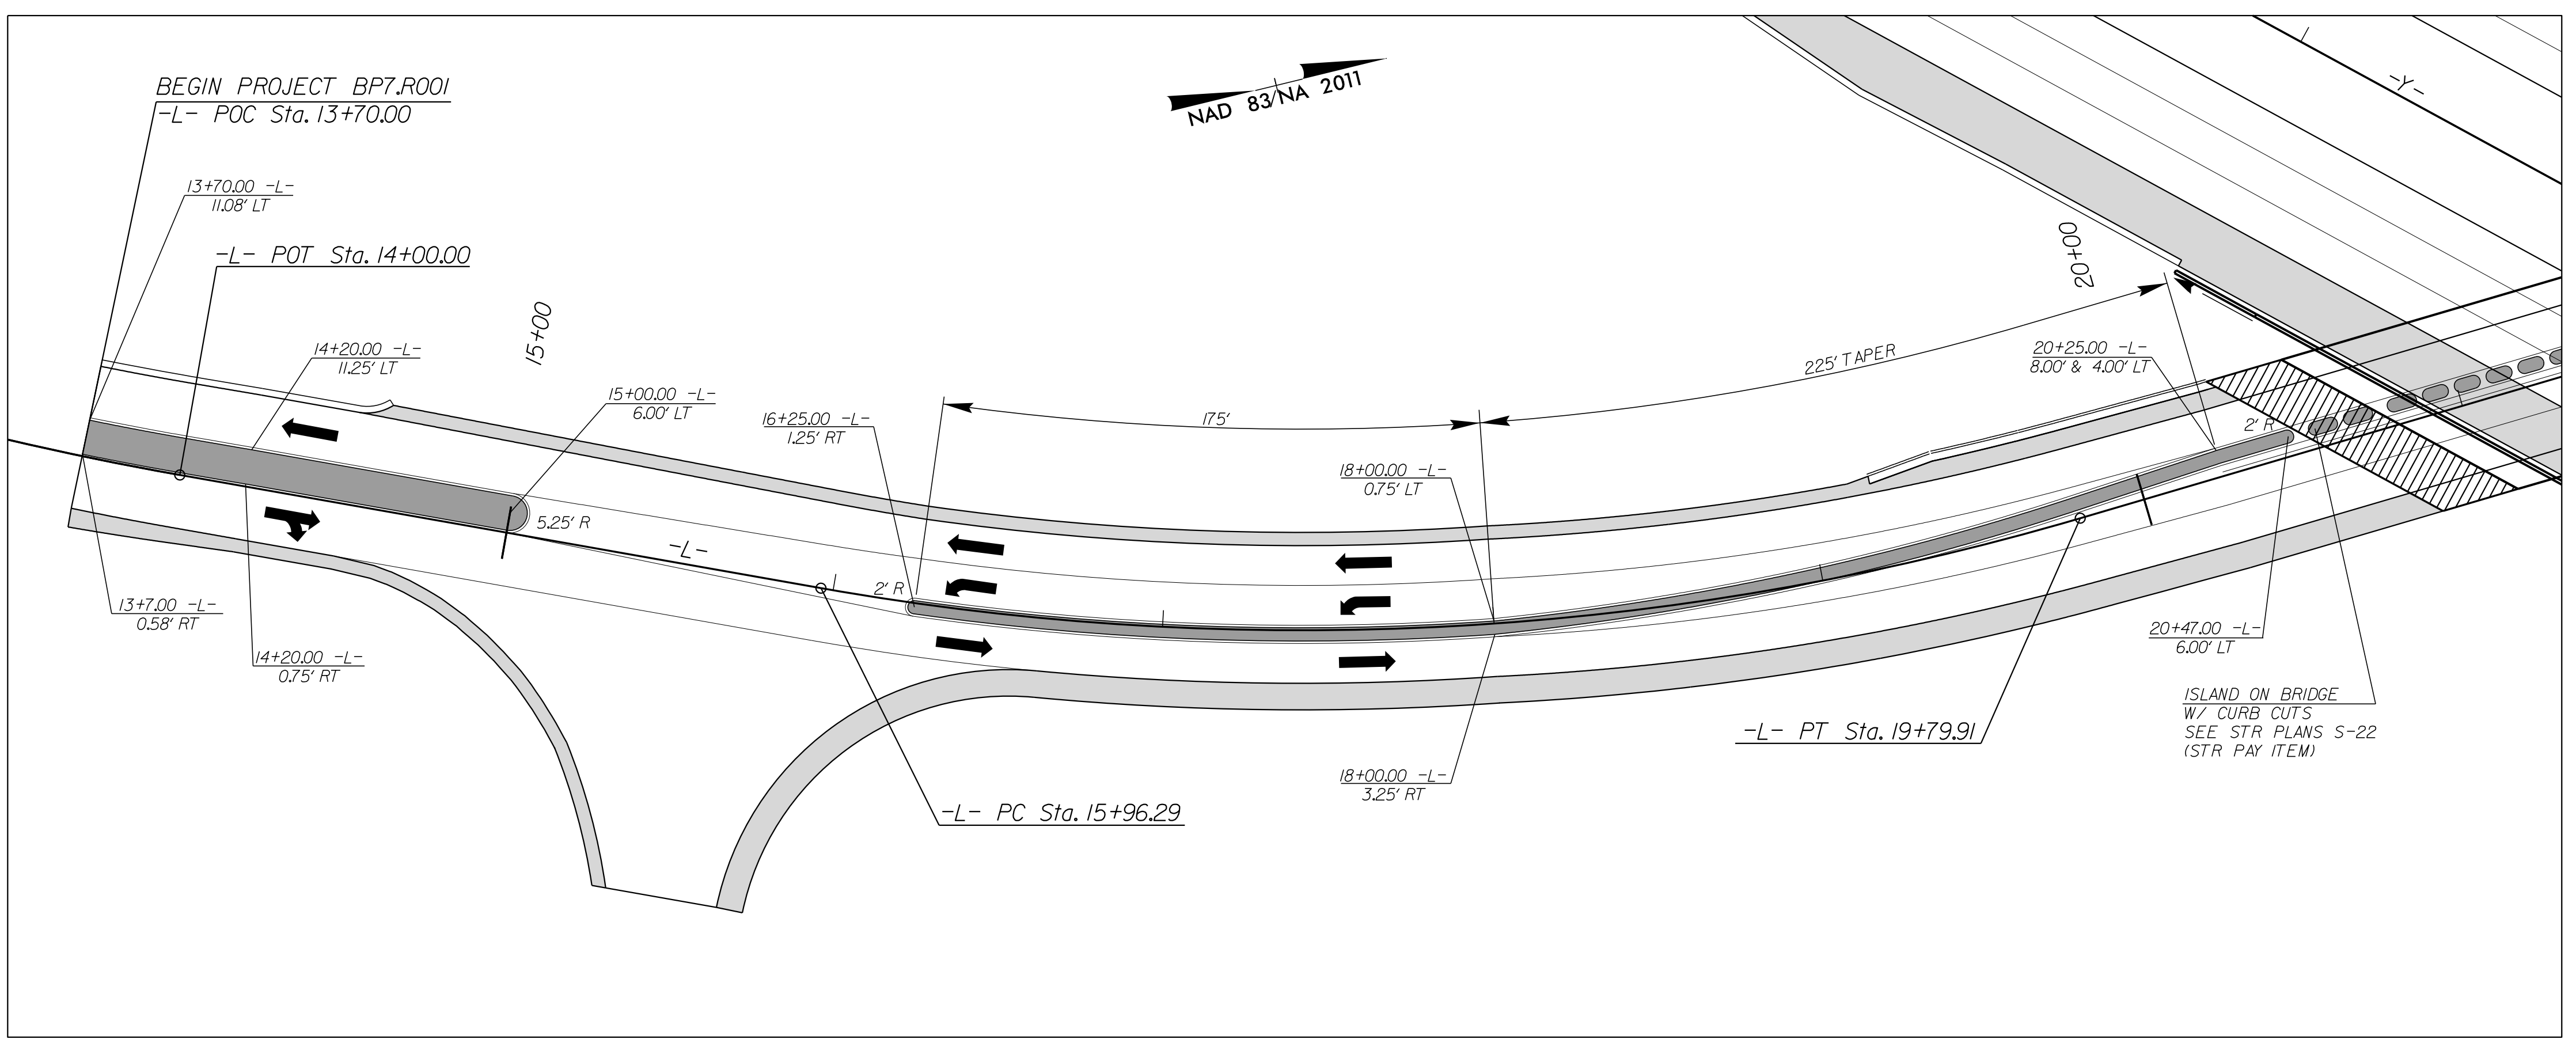 BEGIN PROJECT BP7.R001
-L- POC Sta. 13+70.00
NAD 83/NA 2011
-Y-
13+70.00 -L-
11.08' LT
-L- POT Sta. 14+00.00
20+00
15+00
14+20.00 -L-
11.25' LT
225' TAPER
20+25.00 -L-
8.00' & 4.00' LT
15+00.00 -L-
6.00' LT
16+25.00 -L-
1.25' RT
175'
2' R
18+00.00 -L-
0.75' LT
5.25' R
-L-
2' R
13+7.00 -L-
0.58' RT
14+20.00 -L-
0.75' RT
20+47.00 -L-
6.00' LT
ISLAND ON BRIDGE
W/ CURB CUTS
SEE STR PLANS S-22
(STR PAY ITEM)
-L- PT Sta. 19+79.91
18+00.00 -L-
3.25' RT
-L- PC Sta. 15+96.29